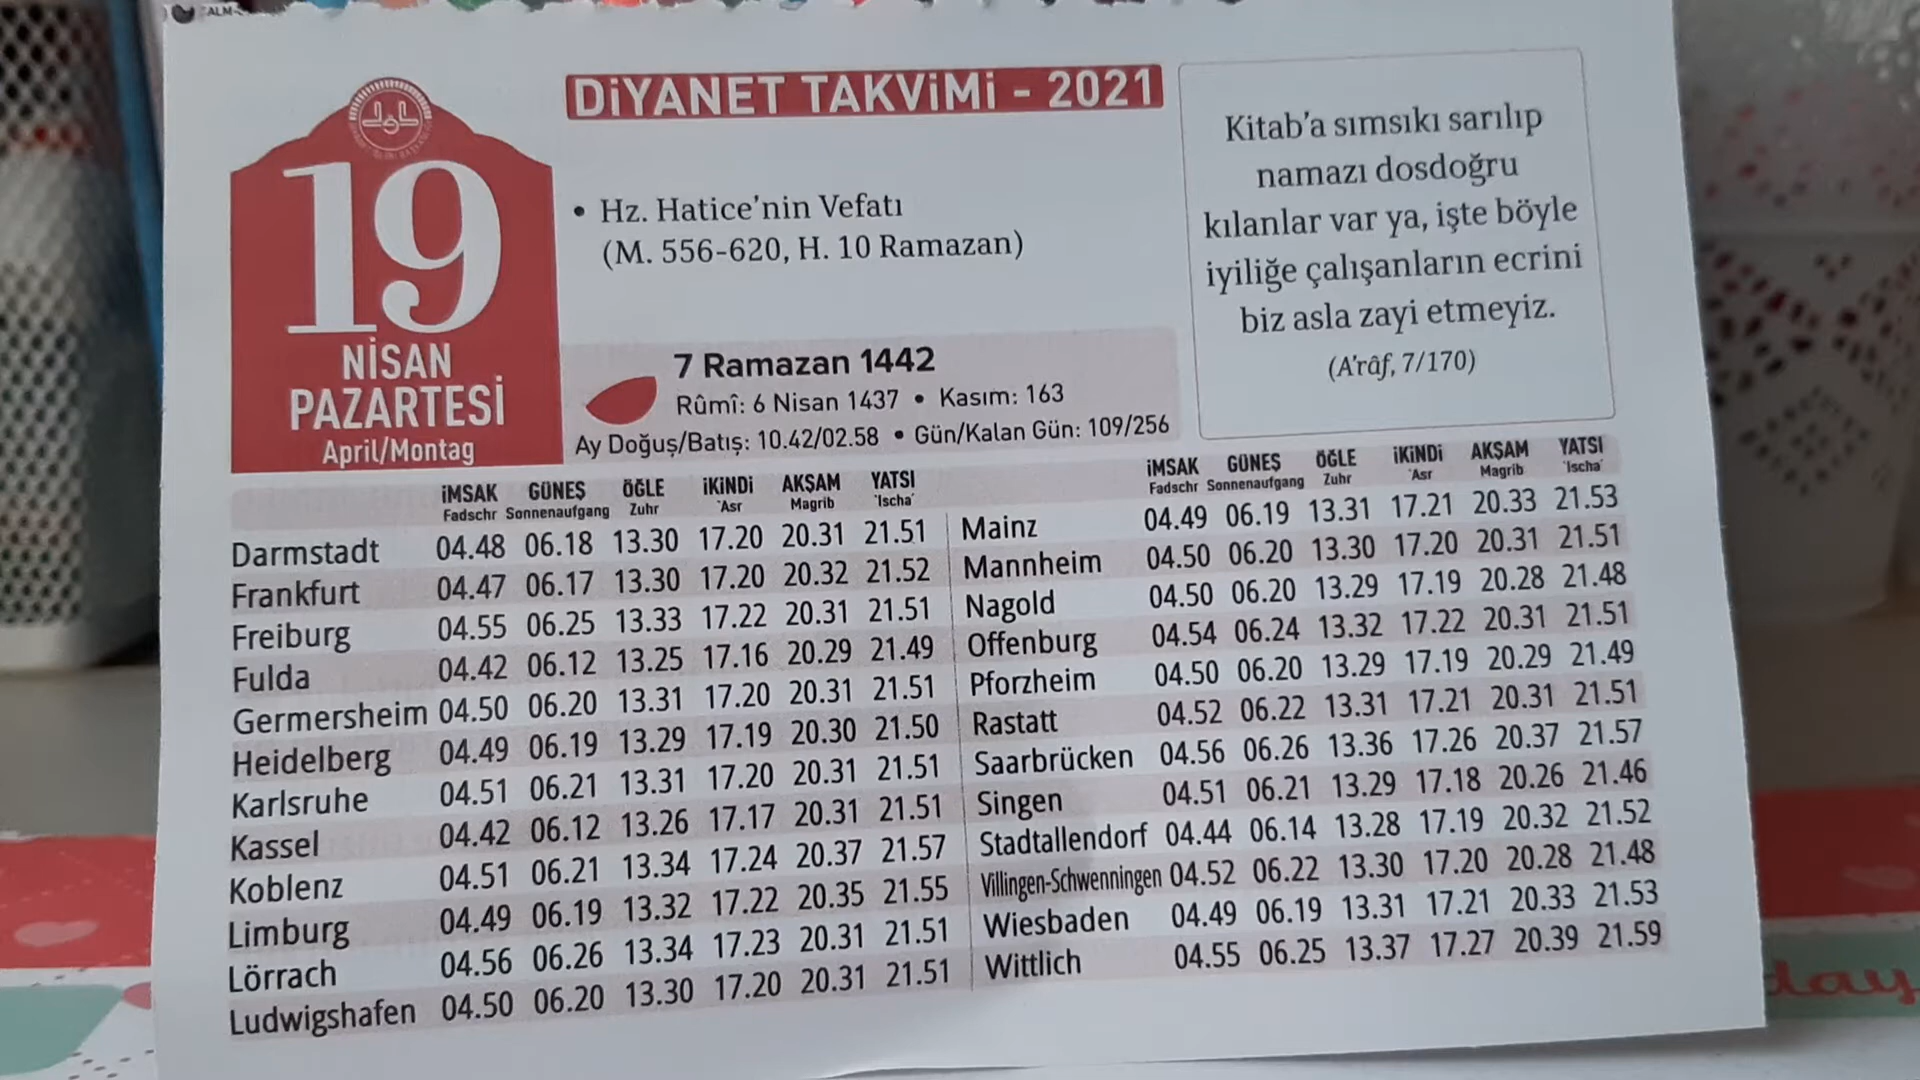 ALM-
DİYANET TAKVİMİ - 2021
19
NİSAN
PAZARTESİ
April/Montag
• Hz. Hatice'nin Vefatı
(M. 556-620, H. 10 Ramazan)
7 Ramazan 1442
Rûmî: 6 Nisan 1437 • Kasım: 163
Ay Doğuş/Batış: 10.42/02.58 • Gün/Kalan Gün: 109/256
Kitab'a sımsıkı sarılıp
namazı dosdoğru
kılanlar var ya, işte böyle
iyiliğe çalışanların ecrini
biz asla zayi etmeyiz.
(A'râf, 7/170)
İMSAK GÜNEŞ ÖĞLE İKİNDİ AKŞAM YATSI
Fadschr Sonnenaufgang Zuhr 'Asr Magrib 'Ischa'
Darmstadt 04.48 06.18 13.30 17.20 20.31 21.51
Frankfurt 04.47 06.17 13.30 17.20 20.32 21.52
Freiburg 04.55 06.25 13.33 17.22 20.31 21.51
Fulda 04.42 06.12 13.25 17.16 20.29 21.49
Germersheim 04.50 06.20 13.31 17.20 20.31 21.51
Heidelberg 04.49 06.19 13.29 17.19 20.30 21.50
Karlsruhe 04.51 06.21 13.31 17.20 20.31 21.51
Kassel 04.42 06.12 13.26 17.17 20.31 21.51
Koblenz 04.51 06.21 13.34 17.24 20.37 21.57
Limburg 04.49 06.19 13.32 17.22 20.35 21.55
Lörrach 04.56 06.26 13.34 17.23 20.31 21.51
Ludwigshafen 04.50 06.20 13.30 17.20 20.31 21.51
İMSAK GÜNEŞ ÖĞLE İKİNDİ AKŞAM YATSI
Fadschr Sonnenaufgang Zuhr 'Asr Magrib 'Ischa'
Mainz 04.49 06.19 13.31 17.21 20.33 21.53
Mannheim 04.50 06.20 13.30 17.20 20.31 21.51
Nagold 04.50 06.20 13.29 17.19 20.28 21.48
Offenburg 04.54 06.24 13.32 17.22 20.31 21.51
Pforzheim 04.50 06.20 13.29 17.19 20.29 21.49
Rastatt 04.52 06.22 13.31 17.21 20.31 21.51
Saarbrücken 04.56 06.26 13.36 17.26 20.37 21.57
Singen 04.51 06.21 13.29 17.18 20.26 21.46
Stadtallendorf 04.44 06.14 13.28 17.19 20.32 21.52
Villingen-Schwenningen 04.52 06.22 13.30 17.20 20.28 21.48
Wiesbaden 04.49 06.19 13.31 17.21 20.33 21.53
Wittlich 04.55 06.25 13.37 17.27 20.39 21.59
day